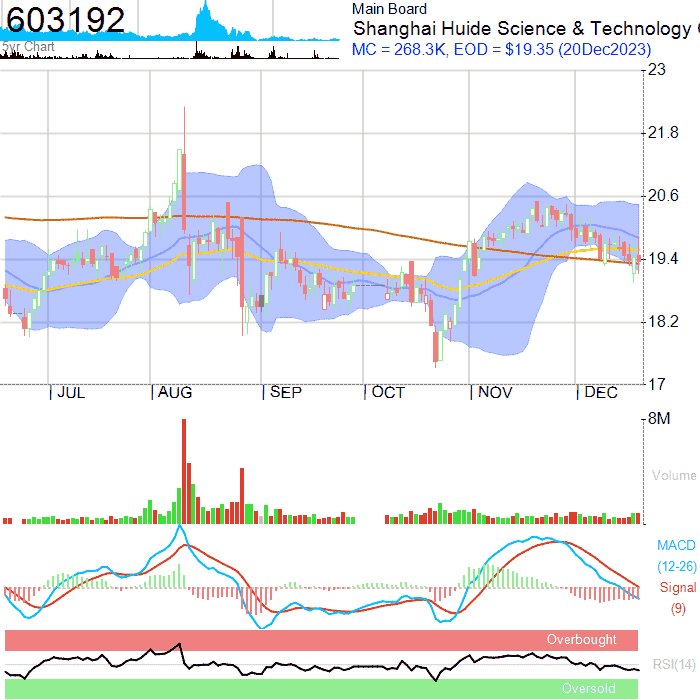 603192
5yr Chart
Main Board
Shanghai Huide Science & Technology
MC = 268.3K, EOD = $19.35 (20Dec2023)
23
21.8
20.6
19.4
18.2
17
JUL AUG SEP OCT NOV DEC
8M
Volume
MACD
(12-26)
Signal
(9)
Overbought
RSI(14)
Oversold